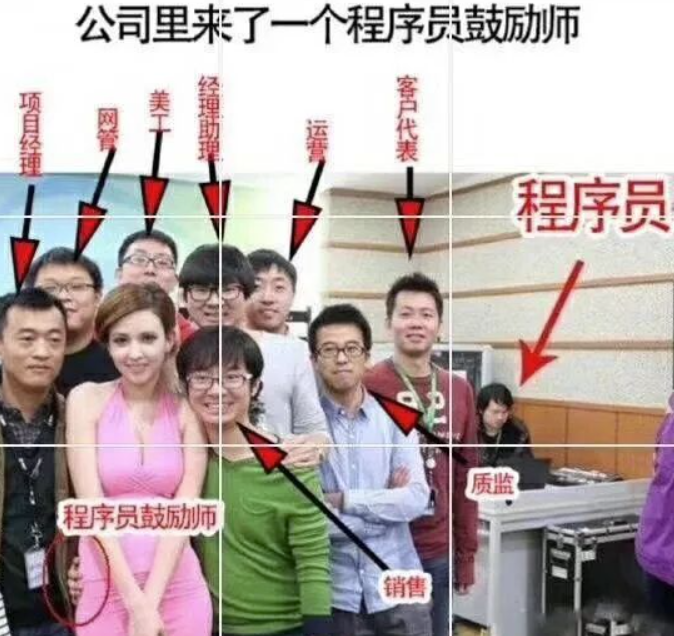 公司里来了一个程序员鼓励师
项目经理
网管
美工
经理助理
运营
客户代表
程序员
质监
程序员鼓励师
销售